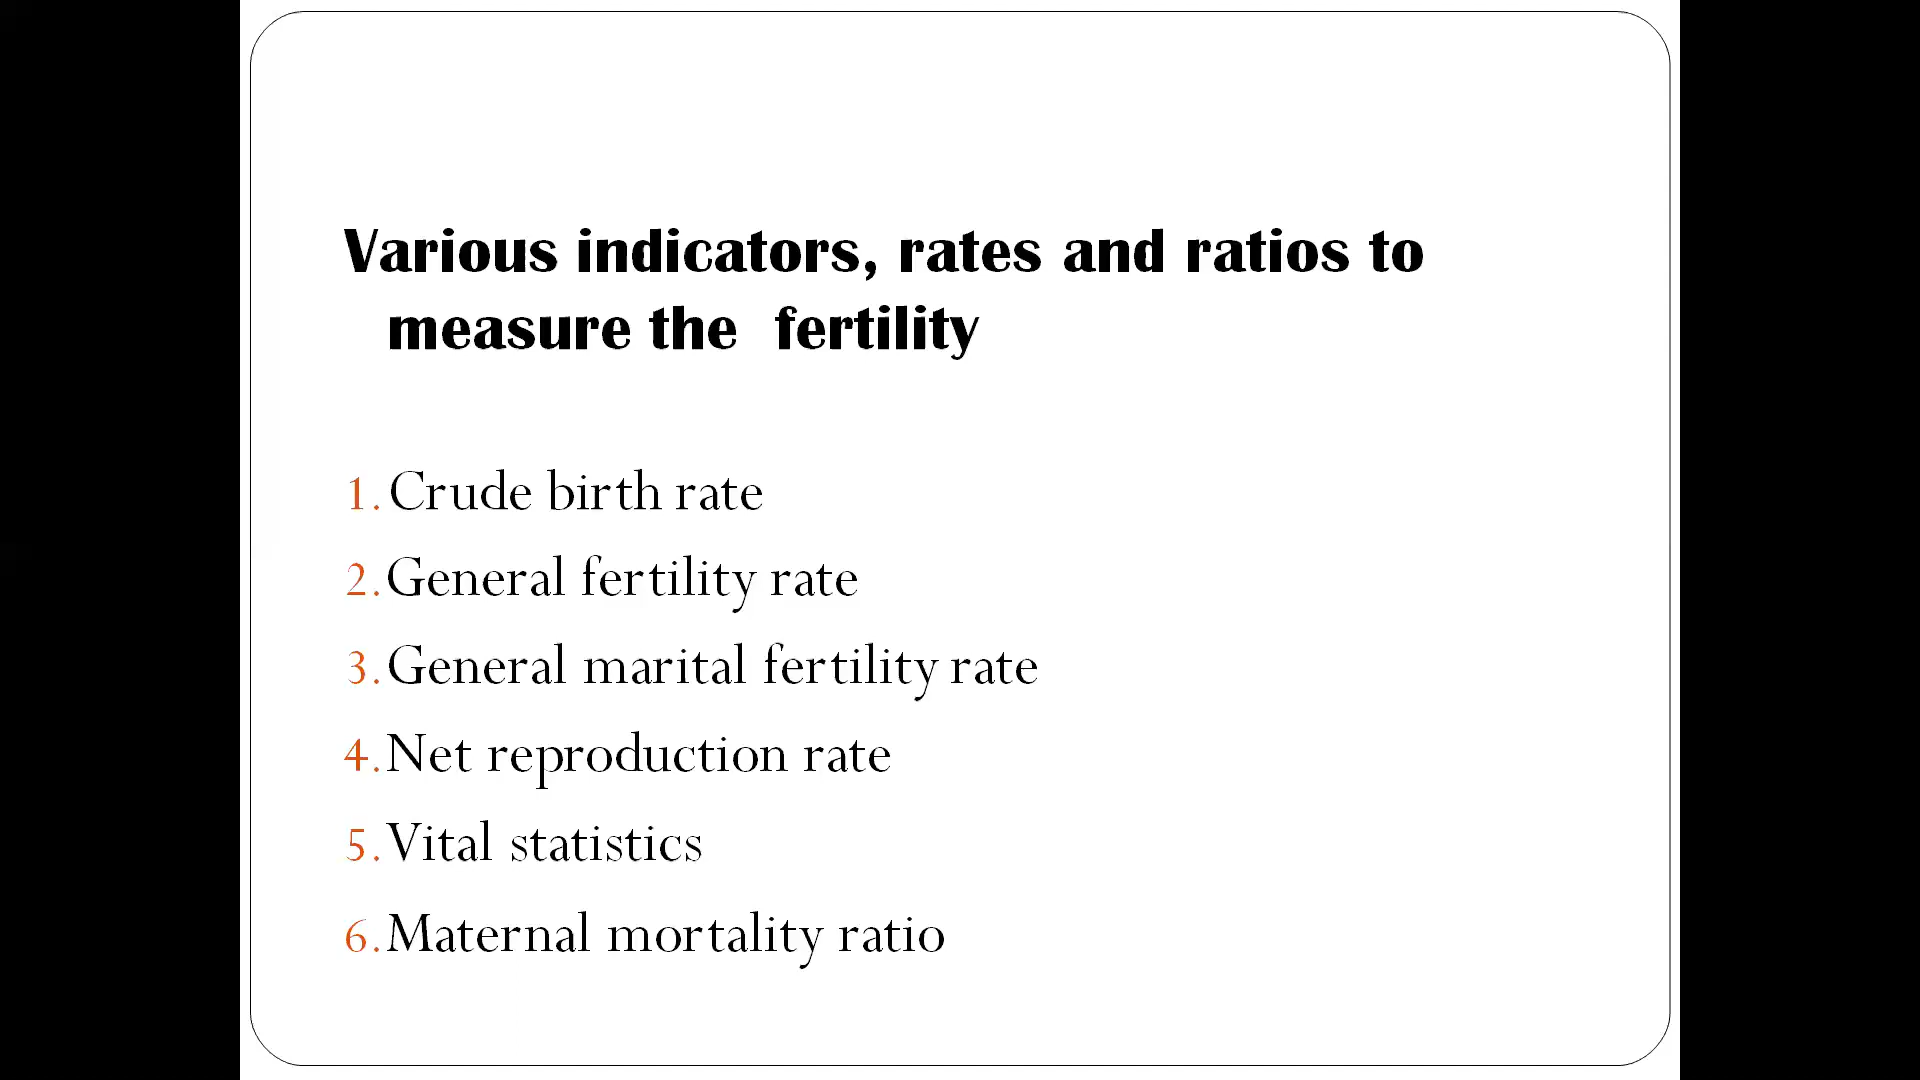 Various indicators, rates and ratios to
measure the fertility
1. Crude birth rate
2. General fertility rate
3. General marital fertility rate
4. Net reproduction rate
5. Vital statistics
6. Maternal mortality ratio